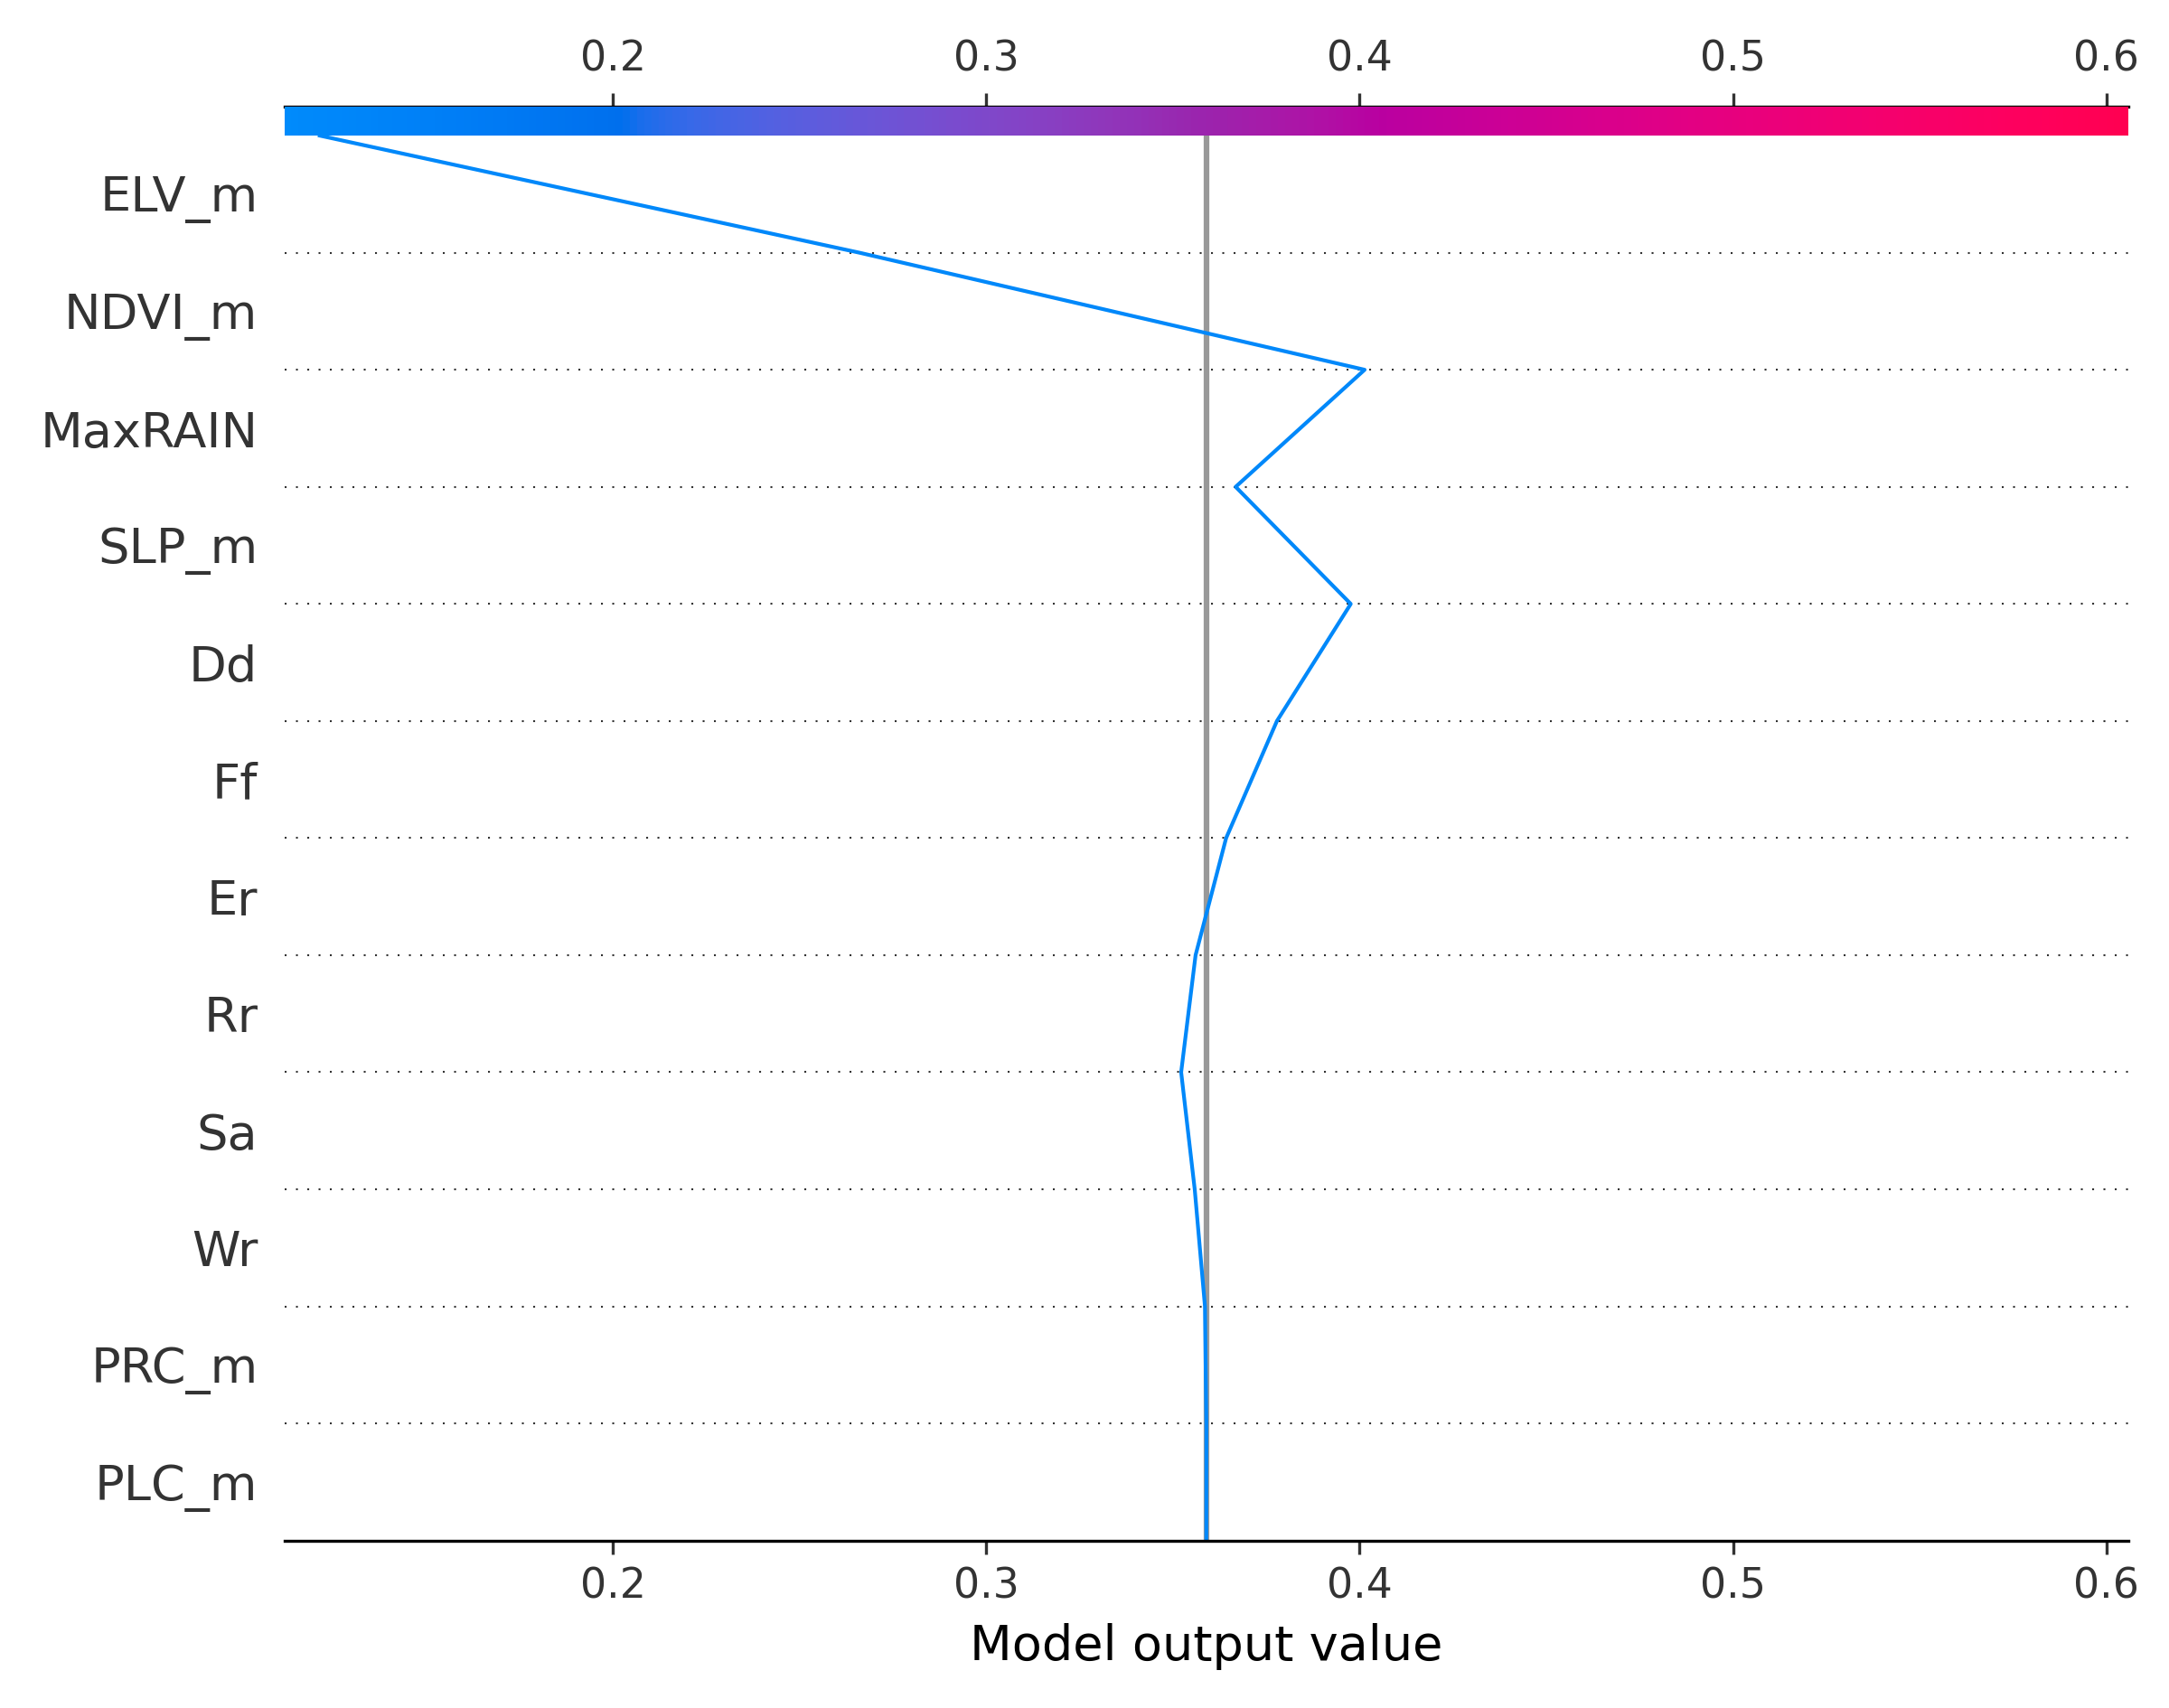 0.2 0.3 0.4 0.5 0.6
ELV_m
NDVI_m
MaxRAIN
SLP_m
Dd
Ff
Er
Rr
Sa
Wr
PRC_m
PLC_m
0.2 0.3 0.4 0.5 0.6
Model output value